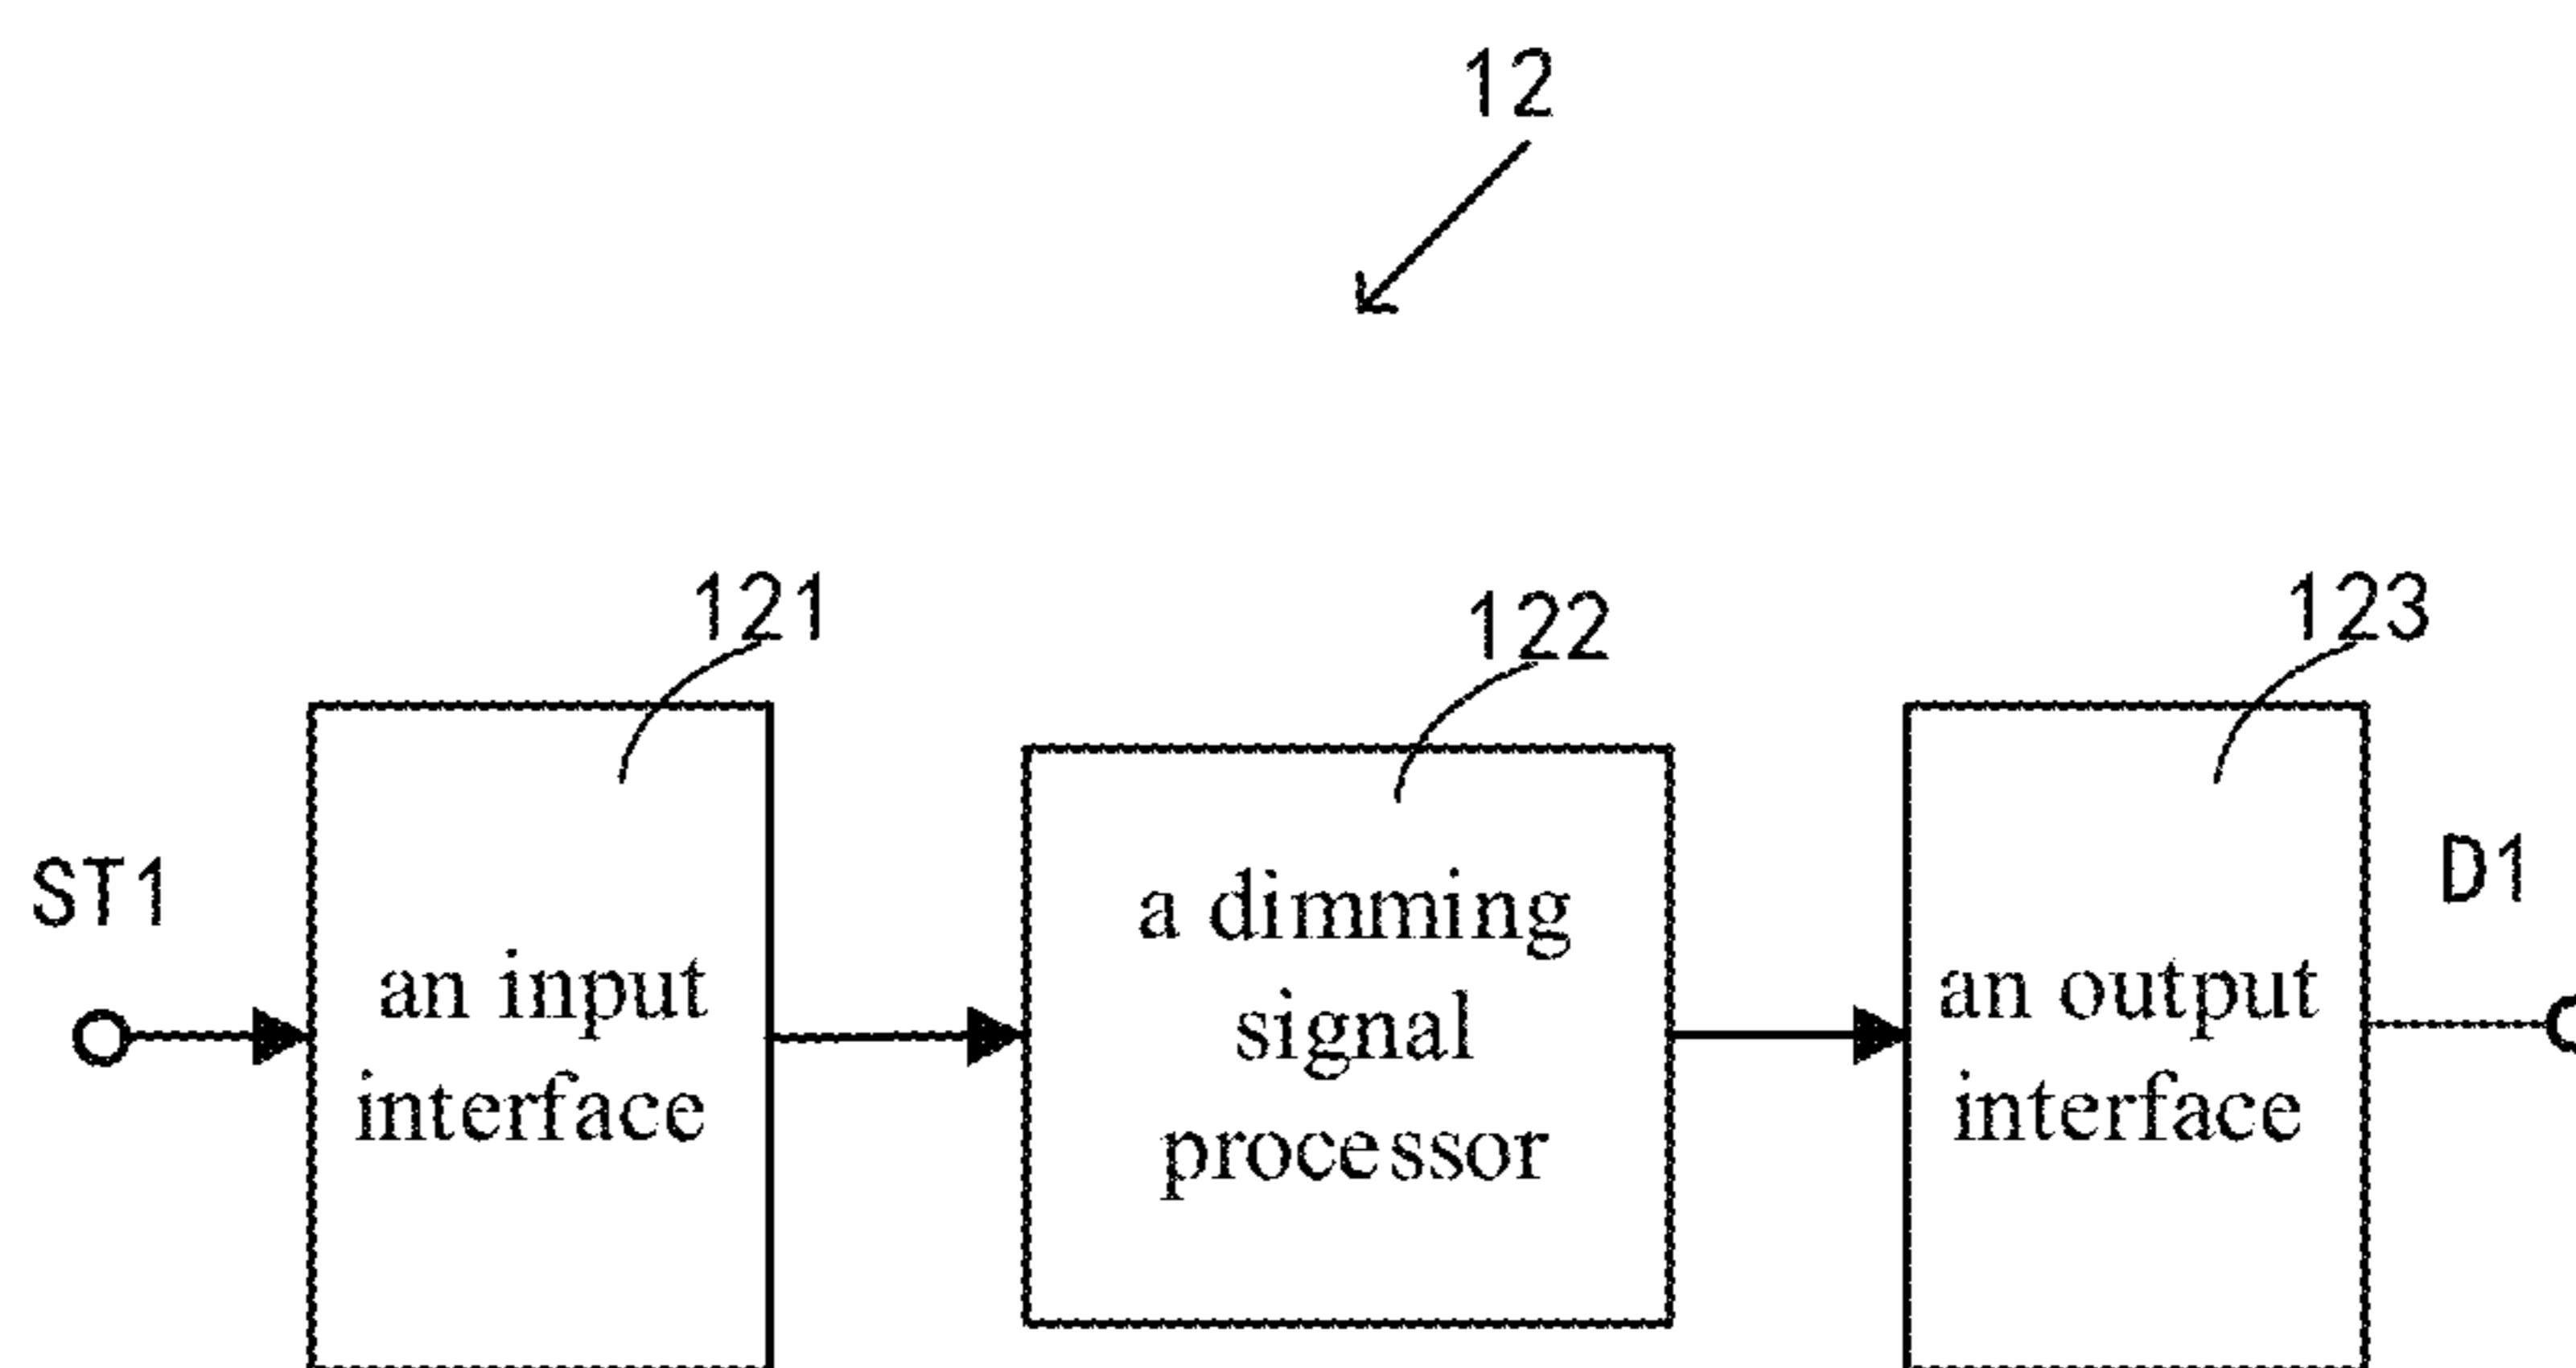 12
121
122
123
ST1
an input
interface
a dimming
signal
processor
an output
interface
D1